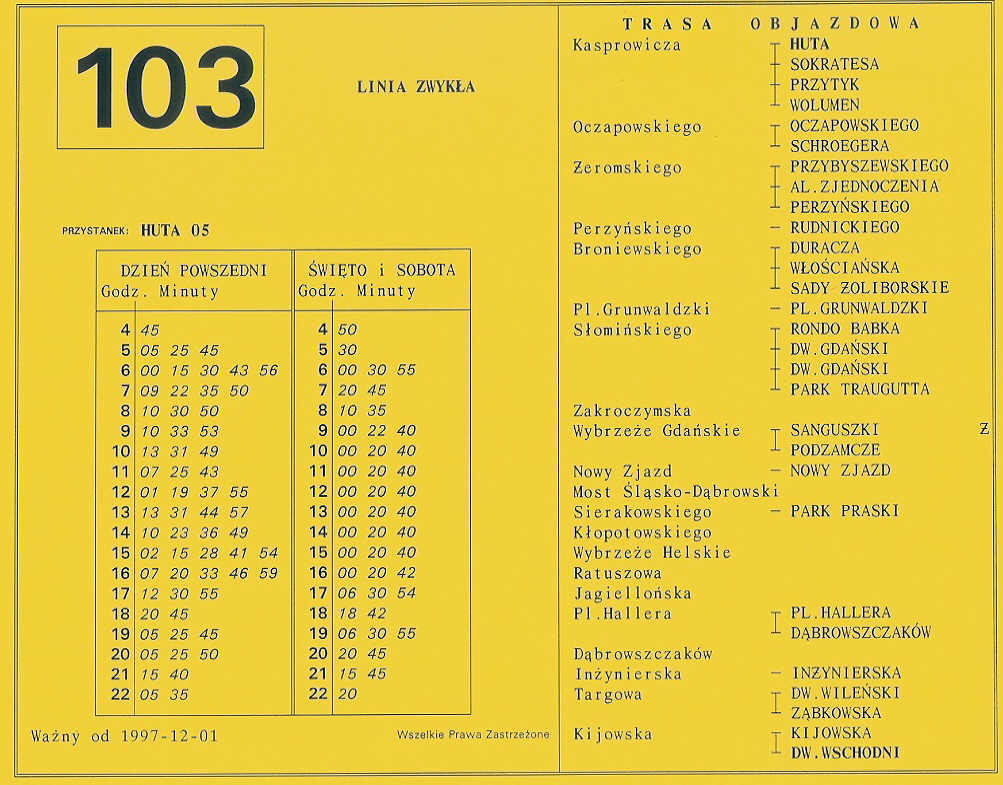 103
LINIA ZWYKŁA
PRZYSTANEK: HUTA 05
DZIEŃ POWSZEDNI
Godz. Minuty
4 45
5 05 25 45
6 00 15 30 43 56
7 09 22 35 50
8 10 30 50
9 10 33 53
10 13 31 49
11 07 25 43
12 01 19 37 55
13 13 31 44 57
14 10 23 36 49
15 02 15 28 41 54
16 07 20 33 46 59
17 12 30 55
18 20 45
19 05 25 45
20 05 25 50
21 15 40
22 05 35
ŚWIĘTO i SOBOTA
Godz. Minuty
4 50
5 30
6 00 30 55
7 20 45
8 10 35
9 00 22 40
10 00 20 40
11 00 20 40
12 00 20 40
13 00 20 40
14 00 20 40
15 00 20 40
16 00 20 42
17 06 30 54
18 18 42
19 06 30 55
20 20 45
21 15 45
22 20
Ważny od 1997-12-01
Wszelkie Prawa Zastrzeżone
TRASA OBJAZDOWA
Kasprowicza HUTA
SOKRATESA
PRZYTYK
WOLUMEN
Oczapowskiego OCZAPOWSKIEGO
SCHROEGERA
Żeromskiego PRZYBYSZEWSKIEGO
AL.ZJEDNOCZENIA
PERZYŃSKIEGO
Perzyńskiego - RUDNICKIEGO
Broniewskiego DURACZA
WŁOŚCIAŃSKA
SADY ŻOLIBORSKIE
Pl.Grunwaldzki - PL.GRUNWALDZKI
Słomińskiego RONDO BABKA
DW.GDAŃSKI
DW.GDAŃSKI
PARK TRAUGUTTA
Zakroczymska
Wybrzeże Gdańskie SANGUSZKI Ż
PODZAMCZE
Nowy Zjazd - NOWY ZJAZD
Most Śląsko-Dąbrowski
Sierakowskiego - PARK PRASKI
Kłopotowskiego
Wybrzeże Helskie
Ratuszowa
Jagiellońska
Pl.Hallera PL.HALLERA
DĄBROWSZCZAKÓW
Dąbrowszczaków
Inżynierska - INŻYNIERSKA
Targowa DW.WILEŃSKI
ZĄBKOWSKA
Kijowska KIJOWSKA
DW.WSCHODNI